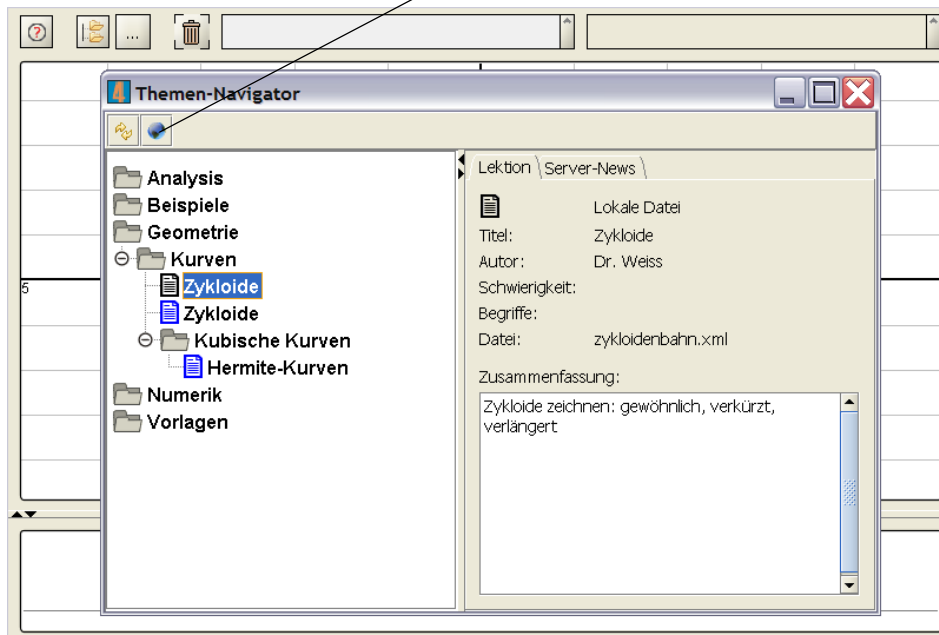 ...
4 Themen-Navigator
Analysis
Beispiele
Geometrie
Kurven
Zykloide
Zykloide
Kubische Kurven
Hermite-Kurven
Numerik
Vorlagen
Lektion Server-News
Lokale Datei
Titel: Zykloide
Autor: Dr. Weiss
Schwierigkeit:
Begriffe:
Datei: zykloidenbahn.xml
Zusammenfassung:
Zykloide zeichnen: gewöhnlich, verkürzt,
verlängert
5